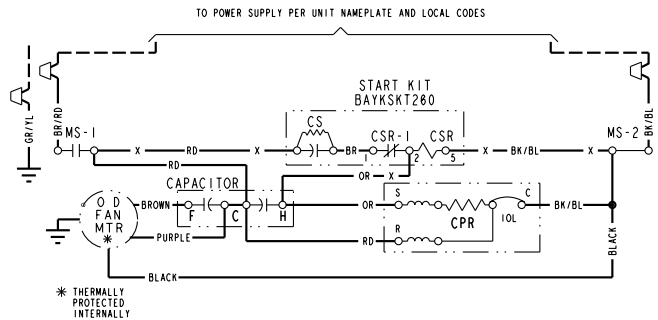 TO POWER SUPPLY PER UNIT NAMEPLATE AND LOCAL CODES
GR/YL
BR/RD
BK/BL
START KIT
BAYKSKT260
MS-1
CS
CSR-1
CSR
MS-2
X
RD
X
BR
1
2
5
X
BK/BL
X
RD
OR
X
CAPACITOR
O D
FAN
MTR
*
BROWN
F
C
H
OR
S
CPR
IOL
C
BK/BL
PURPLE
RD
R
BLACK
BLACK
* THERMALLY
PROTECTED
INTERNALLY